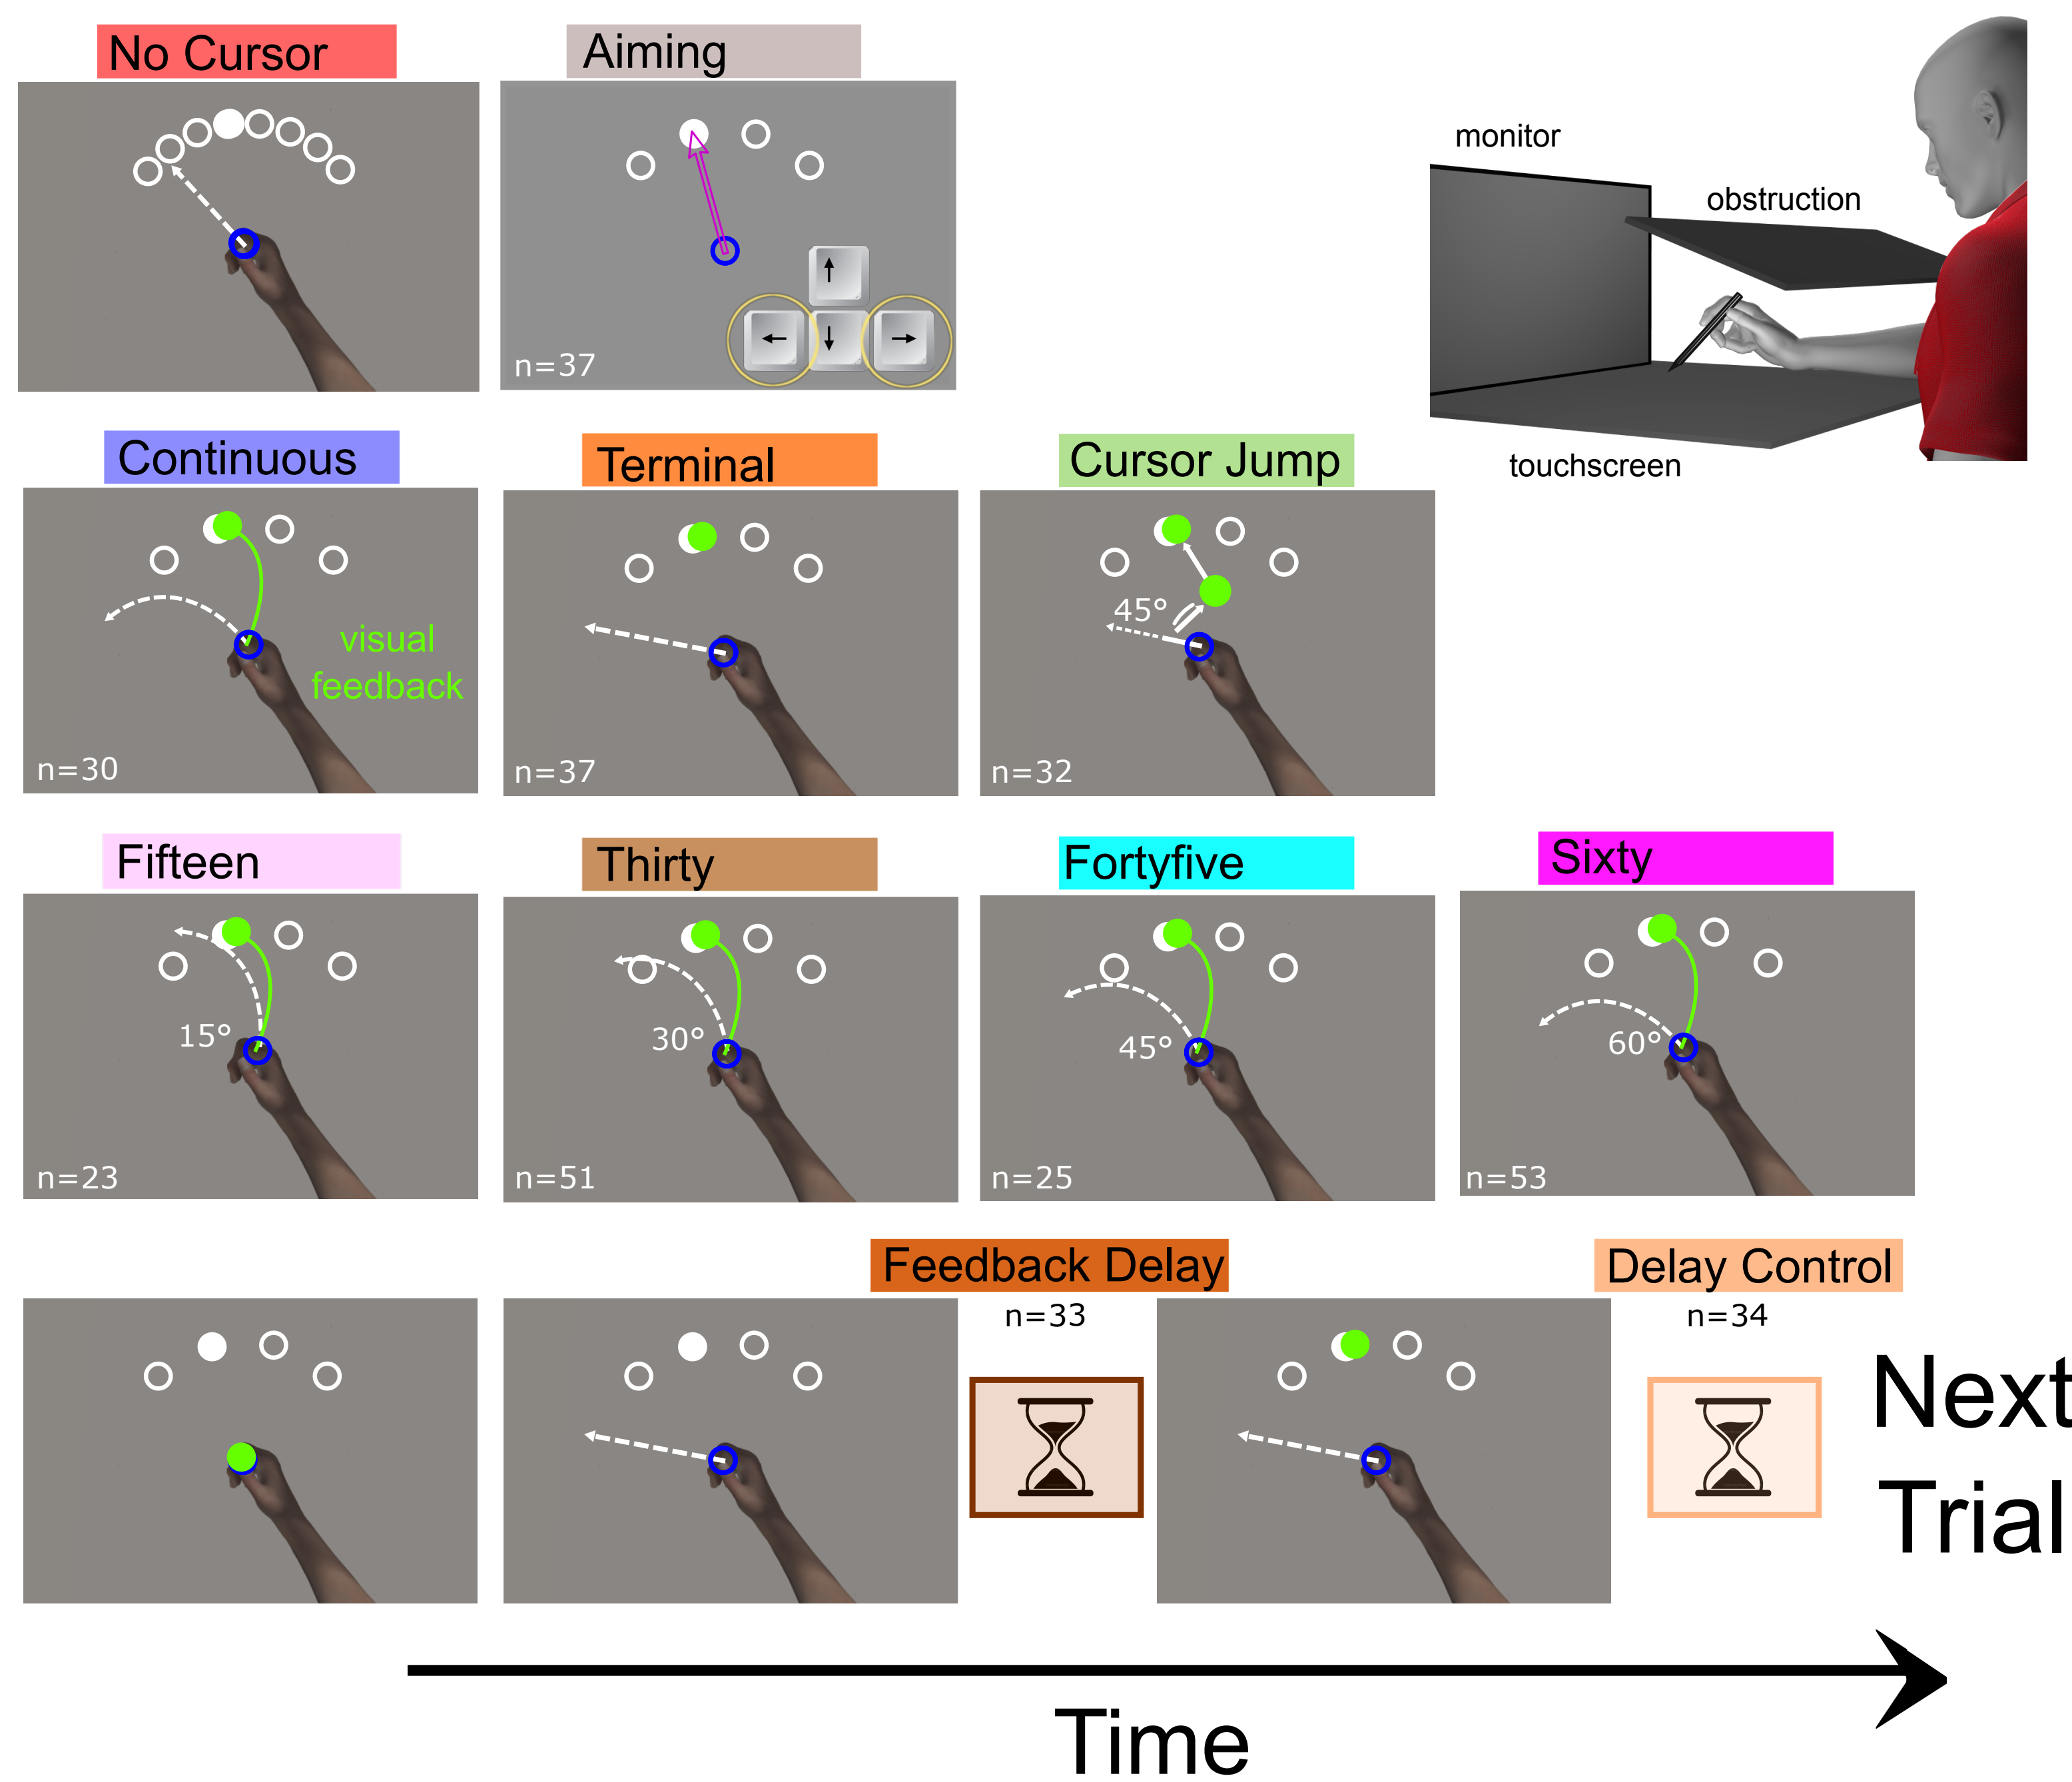 No Cursor
Aiming
n=37
monitor
obstruction
touchscreen
Continuous
visual
feedback
n=30
Terminal
n=37
Cursor Jump
45°
n=32
Fifteen
15°
n=23
Thirty
30°
n=51
Fortyfive
45°
n=25
Sixty
60°
n=53
Feedback Delay
n=33
Delay Control
n=34
Next
Trial
Time